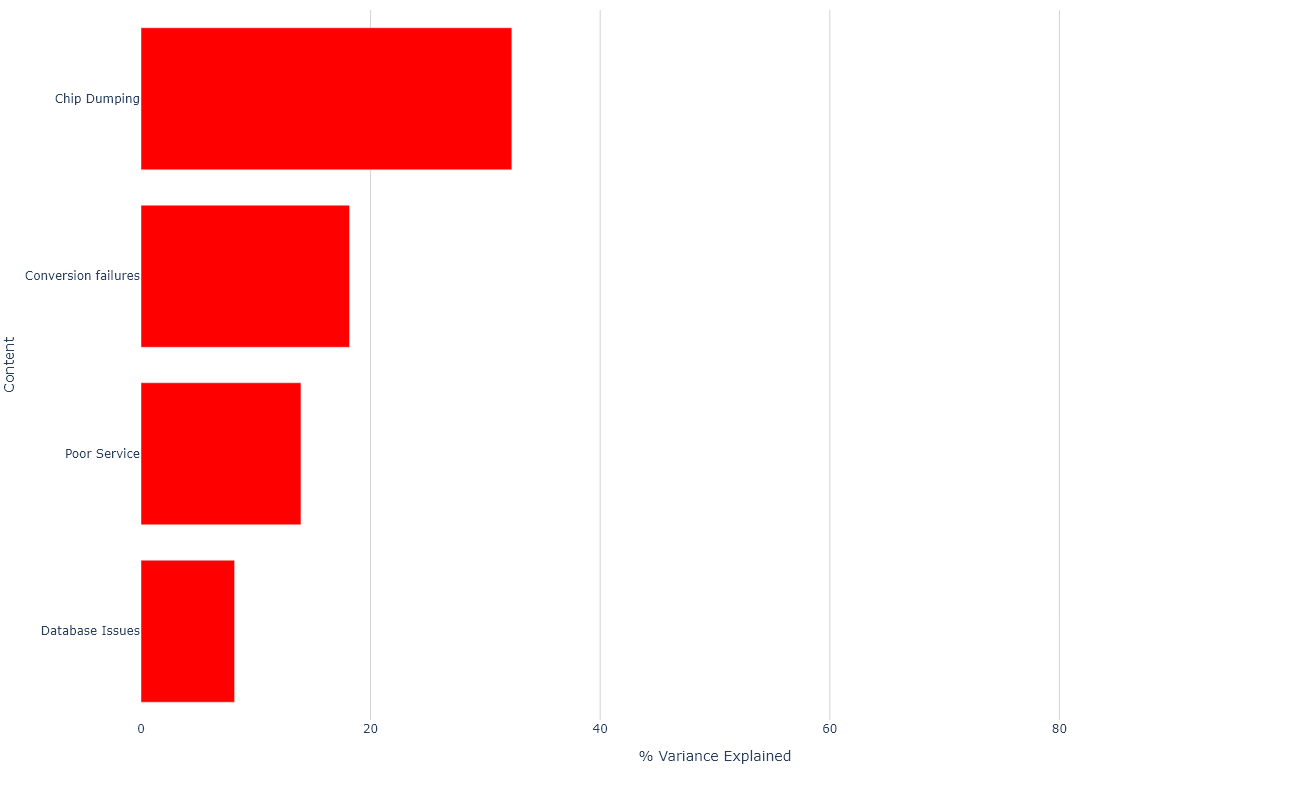 Chip Dumping
Conversion failures
Content
Poor Service
Database Issues
0 20 40 60 80
% Variance Explained